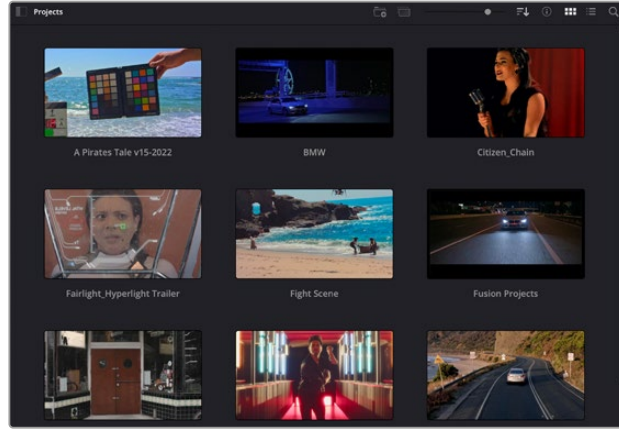 Projects
A Pirates Tale v15-2022
BMW
Citizen_Chain
Fairlight_Hyperlight Trailer
Fight Scene
Fusion Projects